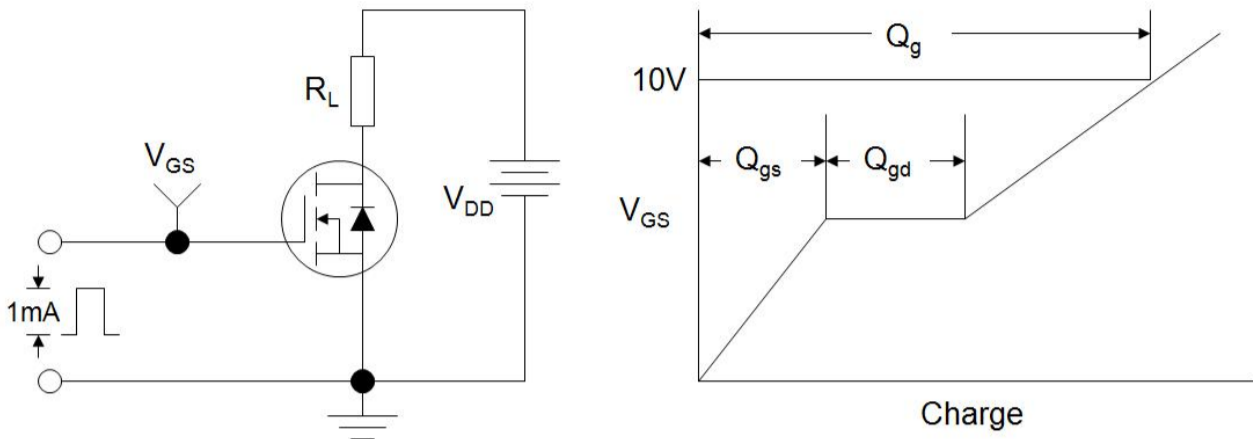 R_L
V_GS
V_DD
1mA
Q_g
10V
Q_gs
Q_gd
V_GS
Charge